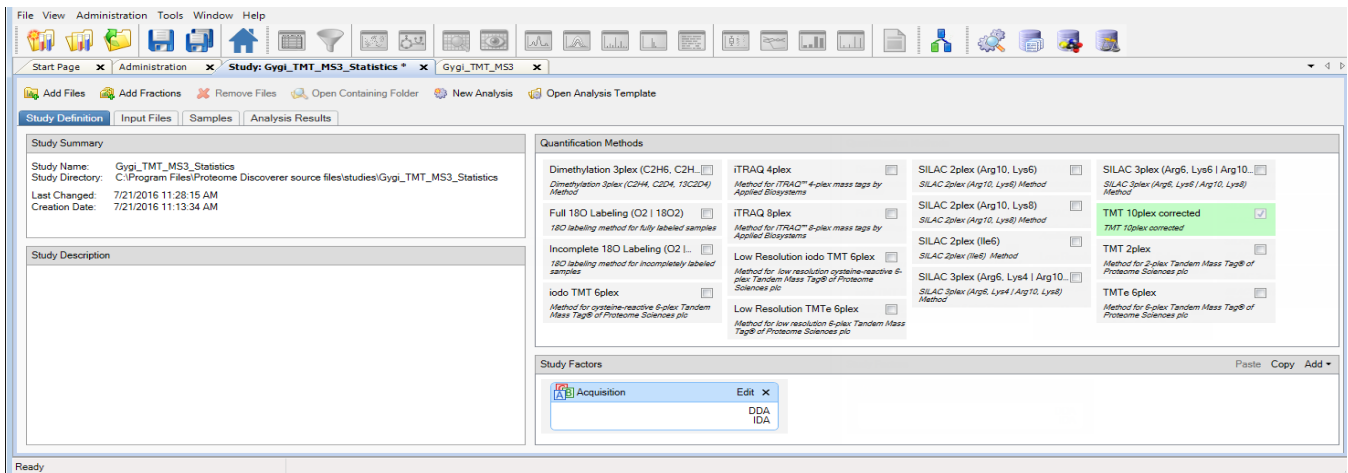 File View Administration Tools Window Help
Start Page x Administration x Study: Gygi_TMT_MS3_Statistics * x Gygi_TMT_MS3 x
Add Files Add Fractions Remove Files Open Containing Folder New Analysis Open Analysis Template
Study Definition Input Files Samples Analysis Results
Study Summary
Study Name: Gygi_TMT_MS3_Statistics
Study Directory: C:\Program Files\Proteome Discoverer source files\studies\Gygi_TMT_MS3_Statistics
Last Changed: 7/21/2016 11:28:15 AM
Creation Date: 7/21/2016 11:13:34 AM
Study Description
Quantification Methods
Dimethylation 3plex (C2H6, C2H...
Dimethylation 3plex (C2H4, C2D4, 13C2D4)
Method
Full 18O Labeling (O2 | 18O2)
18O labeling method for fully labeled samples
Incomplete 18O Labeling (O2 |...
18O labeling method for incompletely labeled
samples
iodo TMT 6plex
Method for cysteine-reactive 6-plex Tandem
Mass Tag® of Proteome Sciences plc
iTRAQ 4plex
Method for iTRAQ™ 4-plex mass tags by
Applied Biosystems
iTRAQ 8plex
Method for iTRAQ™ 8-plex mass tags by
Applied Biosystems
Low Resolution iodo TMT 6plex
Method for low resolution cysteine-reactive 6-
plex Tandem Mass Tag® of Proteome
Sciences plc
Low Resolution TMTe 6plex
Method for low resolution 6-plex Tandem Mass
Tag® of Proteome Sciences plc
SILAC 2plex (Arg10, Lys6)
SILAC 2plex (Arg10, Lys6) Method
SILAC 2plex (Arg10, Lys8)
SILAC 2plex (Arg10, Lys8) Method
SILAC 2plex (Ile6)
SILAC 2plex (Ile6) Method
SILAC 3plex (Arg6, Lys4 | Arg10...
SILAC 3plex (Arg6, Lys4 | Arg10, Lys8)
Method
SILAC 3plex (Arg6, Lys6 | Arg10...
SILAC 3plex (Arg6, Lys6 | Arg10, Lys8)
Method
TMT 10plex corrected
TMT 10plex corrected
TMT 2plex
Method for 2-plex Tandem Mass Tag® of
Proteome Sciences plc
TMTe 6plex
Method for 6-plex Tandem Mass Tag® of
Proteome Sciences plc
Study Factors Paste Copy Add
Acquisition Edit x
DDA
IDA
Ready